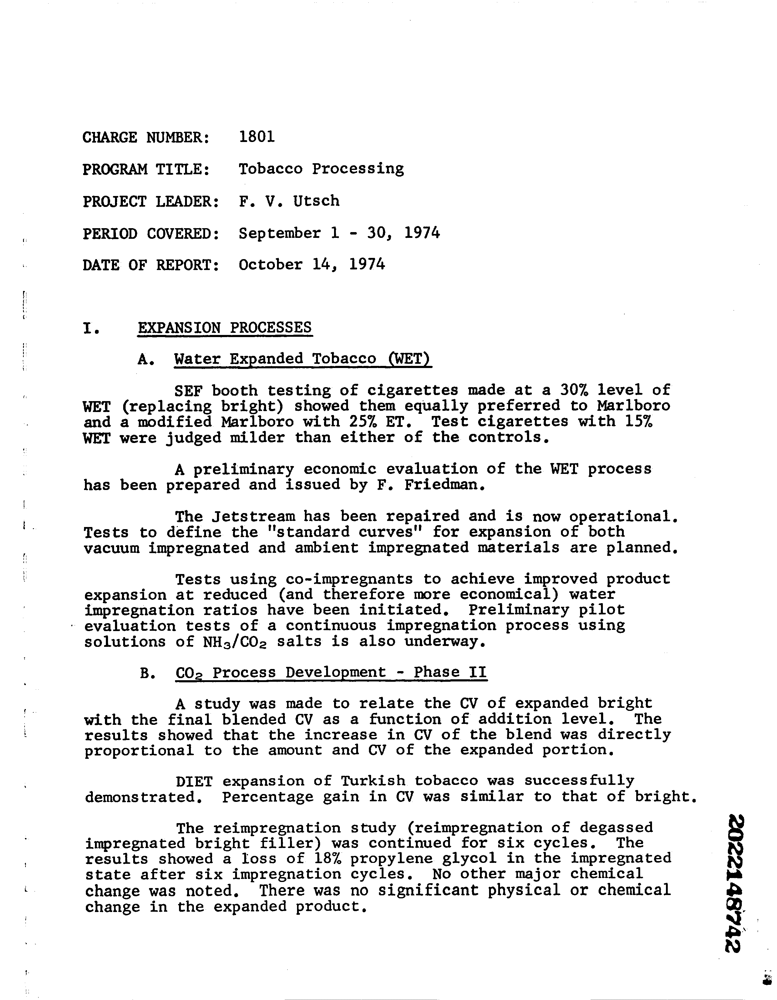 CHARGE NUMBER: 1801
PROGRAM TITLE: Tobacco Processing
PROJECT LEADER: F. V. Utsch
PERIOD COVERED: September 1 - 30, 1974
DATE OF REPORT: October 14, 1974
I. EXPANSION PROCESSES
A. Water Expanded Tobacco (WET)
SEF booth testing of cigarettes made at a 30% level of
WET (replacing bright) showed them equally preferred to Marlboro
and a modified Marlboro with 25% ET. Test cigarettes with 15%
WET were judged milder than either of the controls.
A preliminary economic evaluation of the WET process
has been prepared and issued by F. Friedman.
The Jetstream has been repaired and is now operational.
Tests to define the "standard curves" for expansion of both
vacuum impregnated and ambient impregnated materials are planned.
Tests using co-impregnants to achieve improved product
expansion at reduced (and therefore more economical) water
impregnation ratios have been initiated. Preliminary pilot
evaluation tests of a continuous impregnation process using
solutions of NH₃/CO₂ salts is also underway.
B. CO₂ Process Development - Phase II
A study was made to relate the CV of expanded bright
with the final blended CV as a function of addition level. The
results showed that the increase in CV of the blend was directly
proportional to the amount and CV of the expanded portion.
DIET expansion of Turkish tobacco was successfully
demonstrated. Percentage gain in CV was similar to that of bright.
The reimpregnation study (reimpregnation of degassed
impregnated bright filler) was continued for six cycles. The
results showed a loss of 18% propylene glycol in the impregnated
state after six impregnation cycles. No other major chemical
change was noted. There was no significant physical or chemical
change in the expanded product.
2022148742